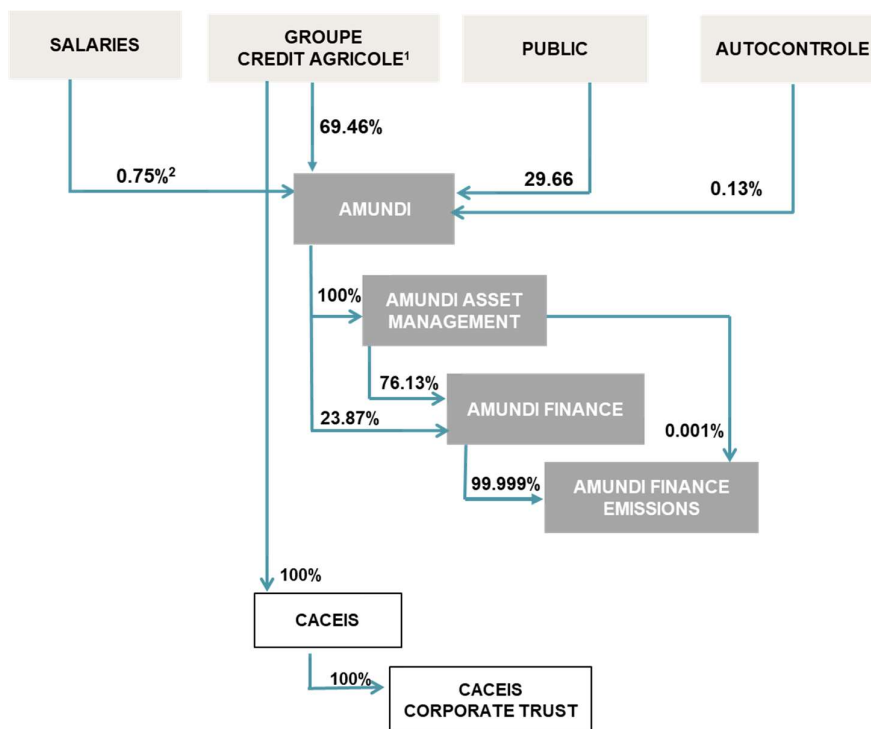 SALARIES
GROUPE
CREDIT AGRICOLE¹
PUBLIC
AUTOCONTROLE
69.46%
0.75%²
29.66
0.13%
AMUNDI
100%
AMUNDI ASSET
MANAGEMENT
76.13%
23.87%
AMUNDI FINANCE
0.001%
99.999%
AMUNDI FINANCE
EMISSIONS
100%
CACEIS
100%
CACEIS
CORPORATE TRUST